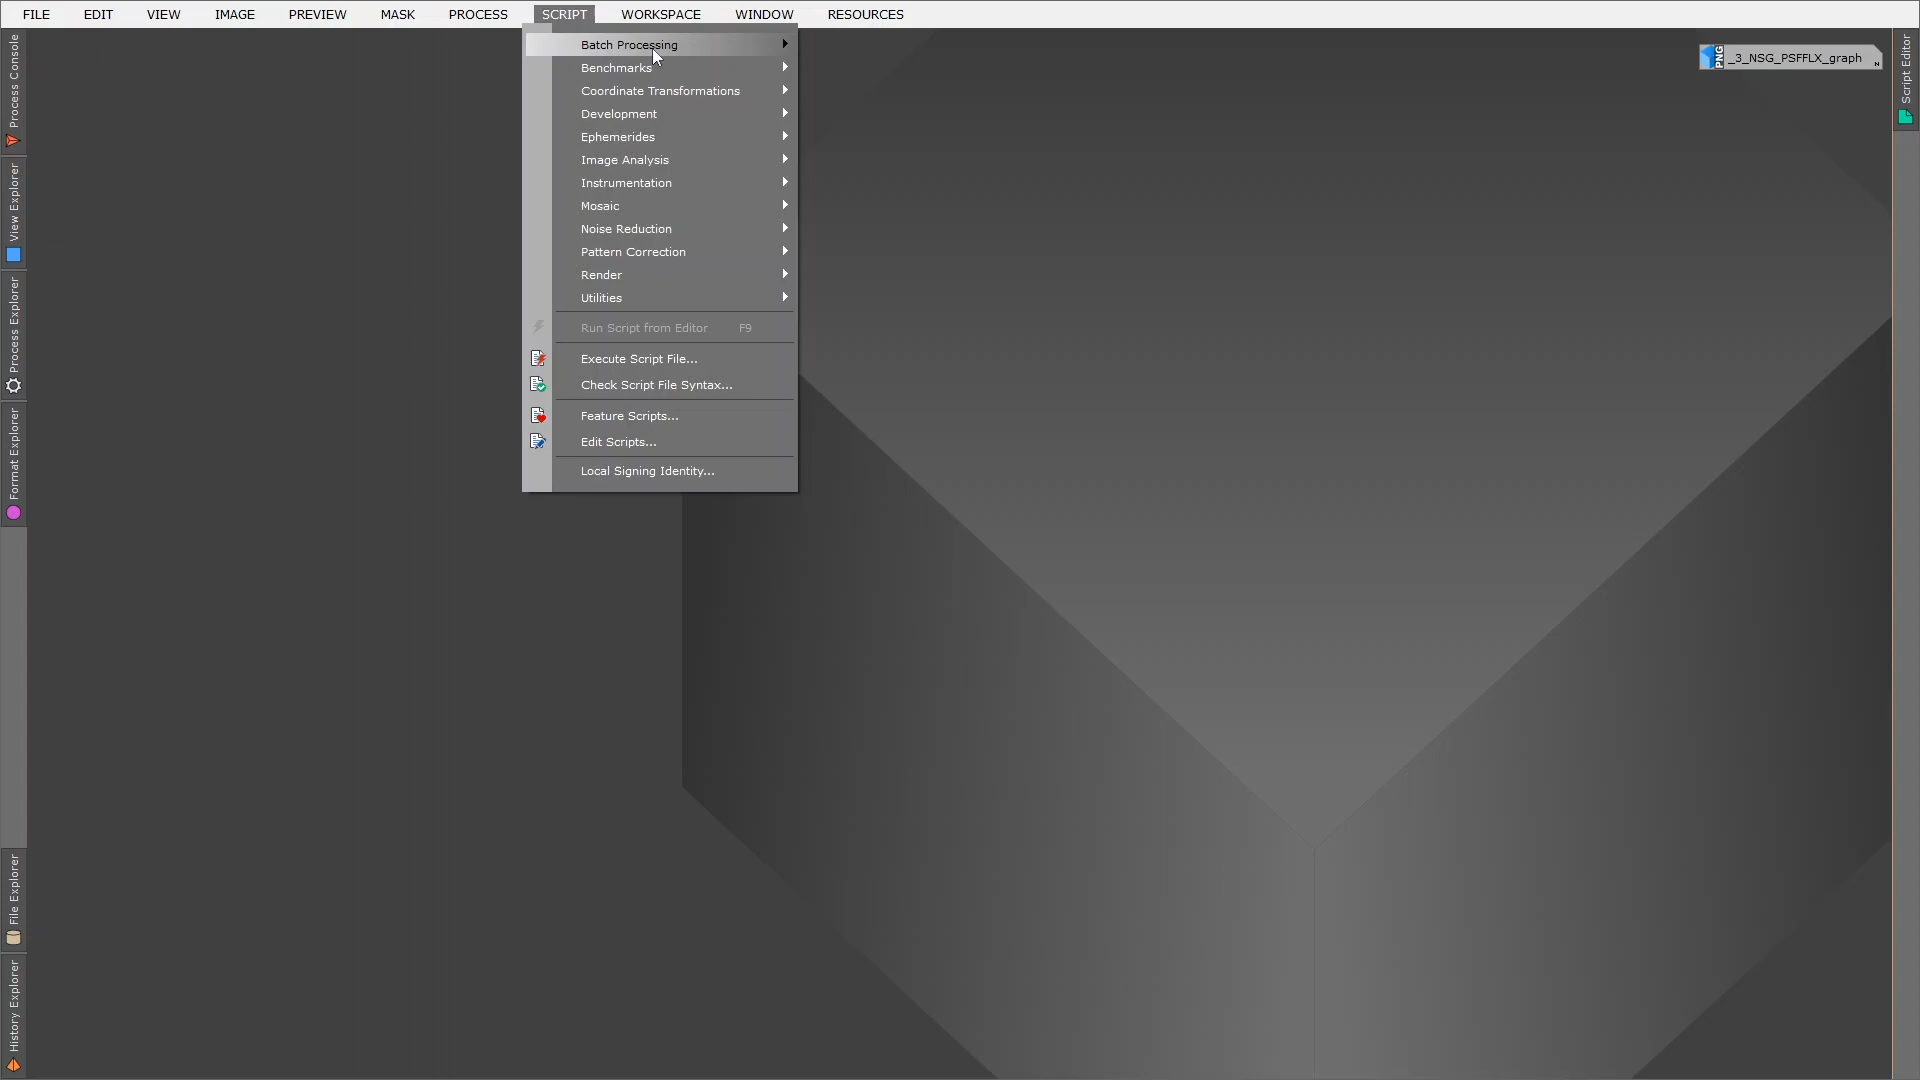 FILE EDIT VIEW IMAGE PREVIEW MASK PROCESS SCRIPT WORKSPACE WINDOW RESOURCES
Batch Processing
Benchmarks
Coordinate Transformations
Development
Ephemerides
Image Analysis
Instrumentation
Mosaic
Noise Reduction
Pattern Correction
Render
Utilities
Run Script from Editor F9
Execute Script File...
Check Script File Syntax...
Feature Scripts...
Edit Scripts...
Local Signing Identity...
Process Console
View Explorer
Process Explorer
Format Explorer
File Explorer
History Explorer
PNG _3_NSG_PSFFLX_graph N
Script Editor